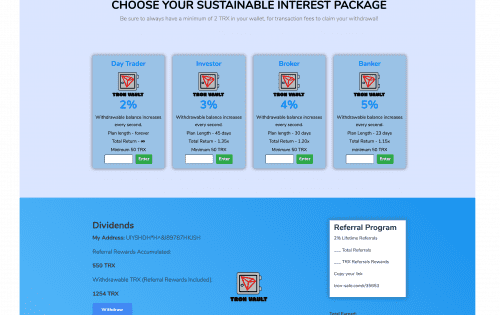 CHOOSE YOUR SUSTAINABLE INTEREST PACKAGE
Be sure to always have a minimum of 2 TRX in your wallet, for transaction fees to claim your withdrawal!
Day Trader
TRON VAULT
2%
Withdrawable balance increases
every second.
Plan length - forever
Total Return - ∞
Minimum 50 TRX
Enter
Investor
TRON VAULT
3%
Withdrawable balance increases
every second.
Plan Length - 45 days
Total Return - 1.35x
Minimum 50 TRX
Enter
Broker
TRON VAULT
4%
Withdrawable balance increases
every second.
Plan length - 30 days
Total Return - 1.20x
Minimum 50 TRX
Enter
Banker
TRON VAULT
5%
Withdrawable balance increases
every second.
Plan Length - 23 days
Total Return - 1.15x
minimum 50 TRX
Enter
Dividends
My Address:
Referral Rewards Accumulated
550 TRX
Withdrawable TRX (Referral Rewards Included)
1254 TRX
Withdraw
TRON VAULT
Referral Program
2% Lifetime Referrals
___ Total Referrals
___ TRX Referrals Rewards
Copy your link